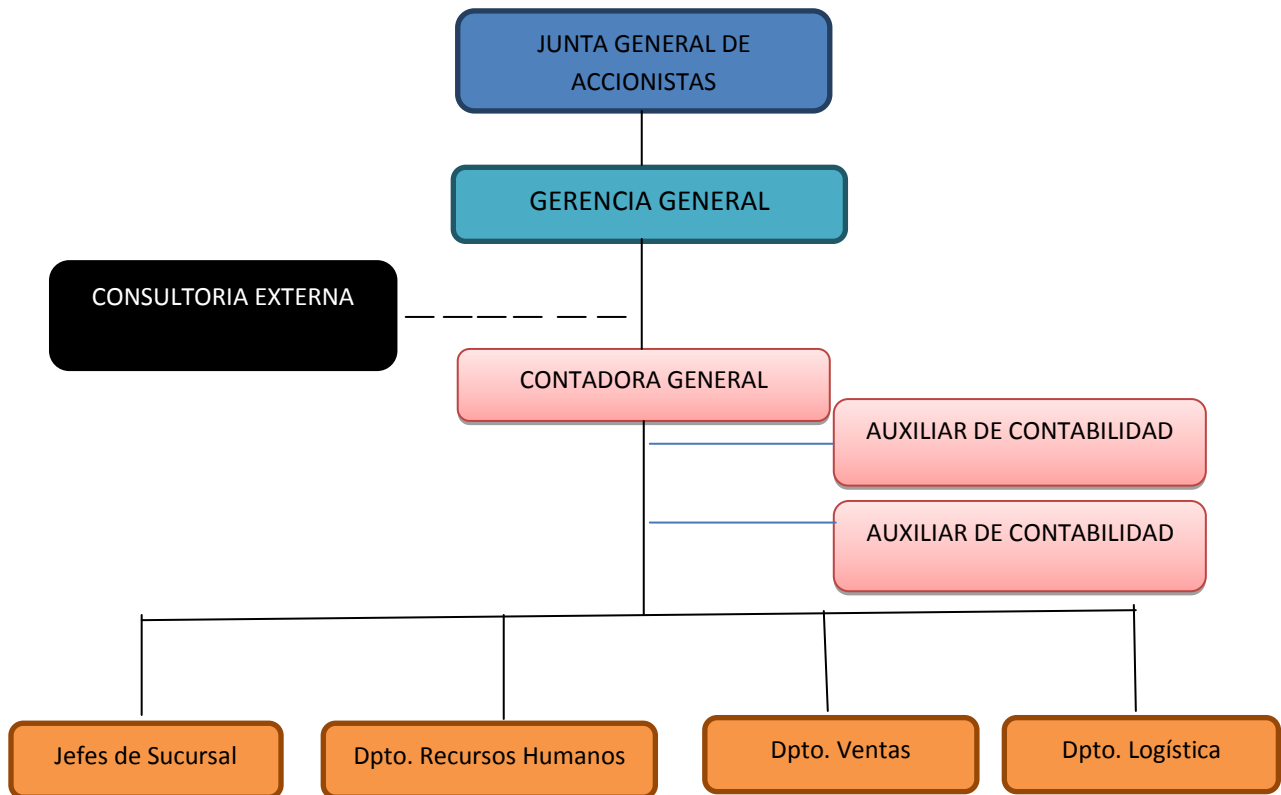 JUNTA GENERAL DE
ACCIONISTAS
GERENCIA GENERAL
CONSULTORIA EXTERNA
CONTADORA GENERAL
AUXILIAR DE CONTABILIDAD
AUXILIAR DE CONTABILIDAD
Jefes de Sucursal
Dpto. Recursos Humanos
Dpto. Ventas
Dpto. Logística